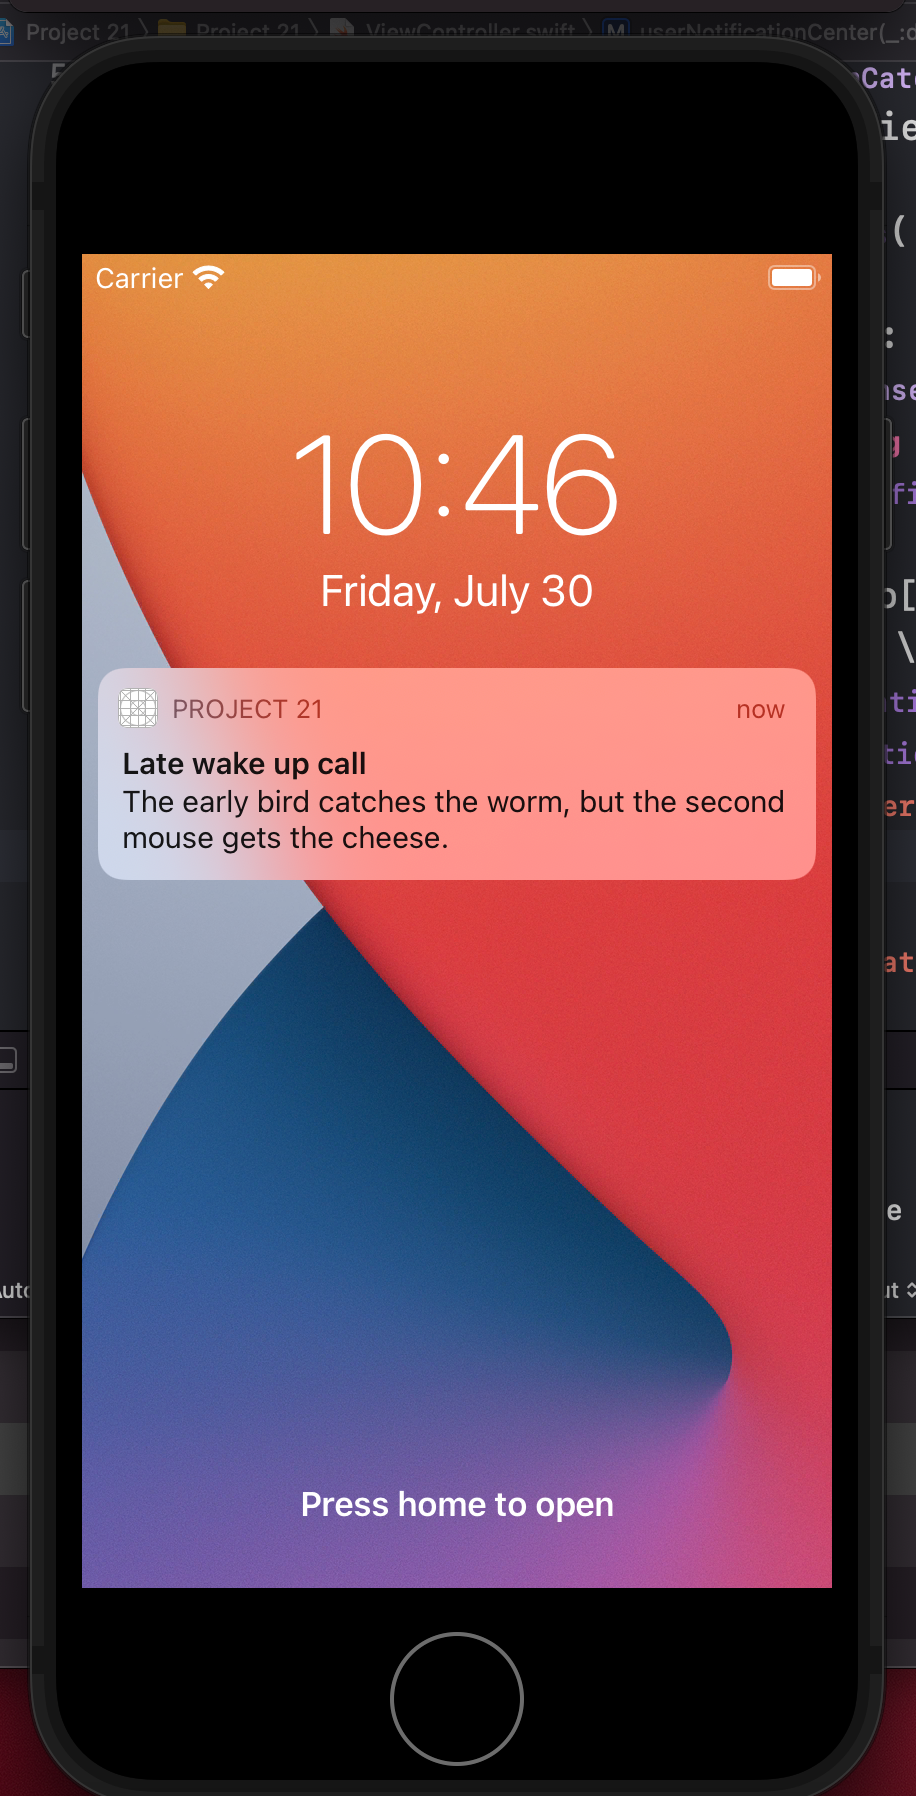 Project 21 Project 21 ViewController.swift M
Carrier
10:46
Friday, July 30
PROJECT 21
now
Late wake up call
The early bird catches the worm, but the second
mouse gets the cheese.
Press home to open